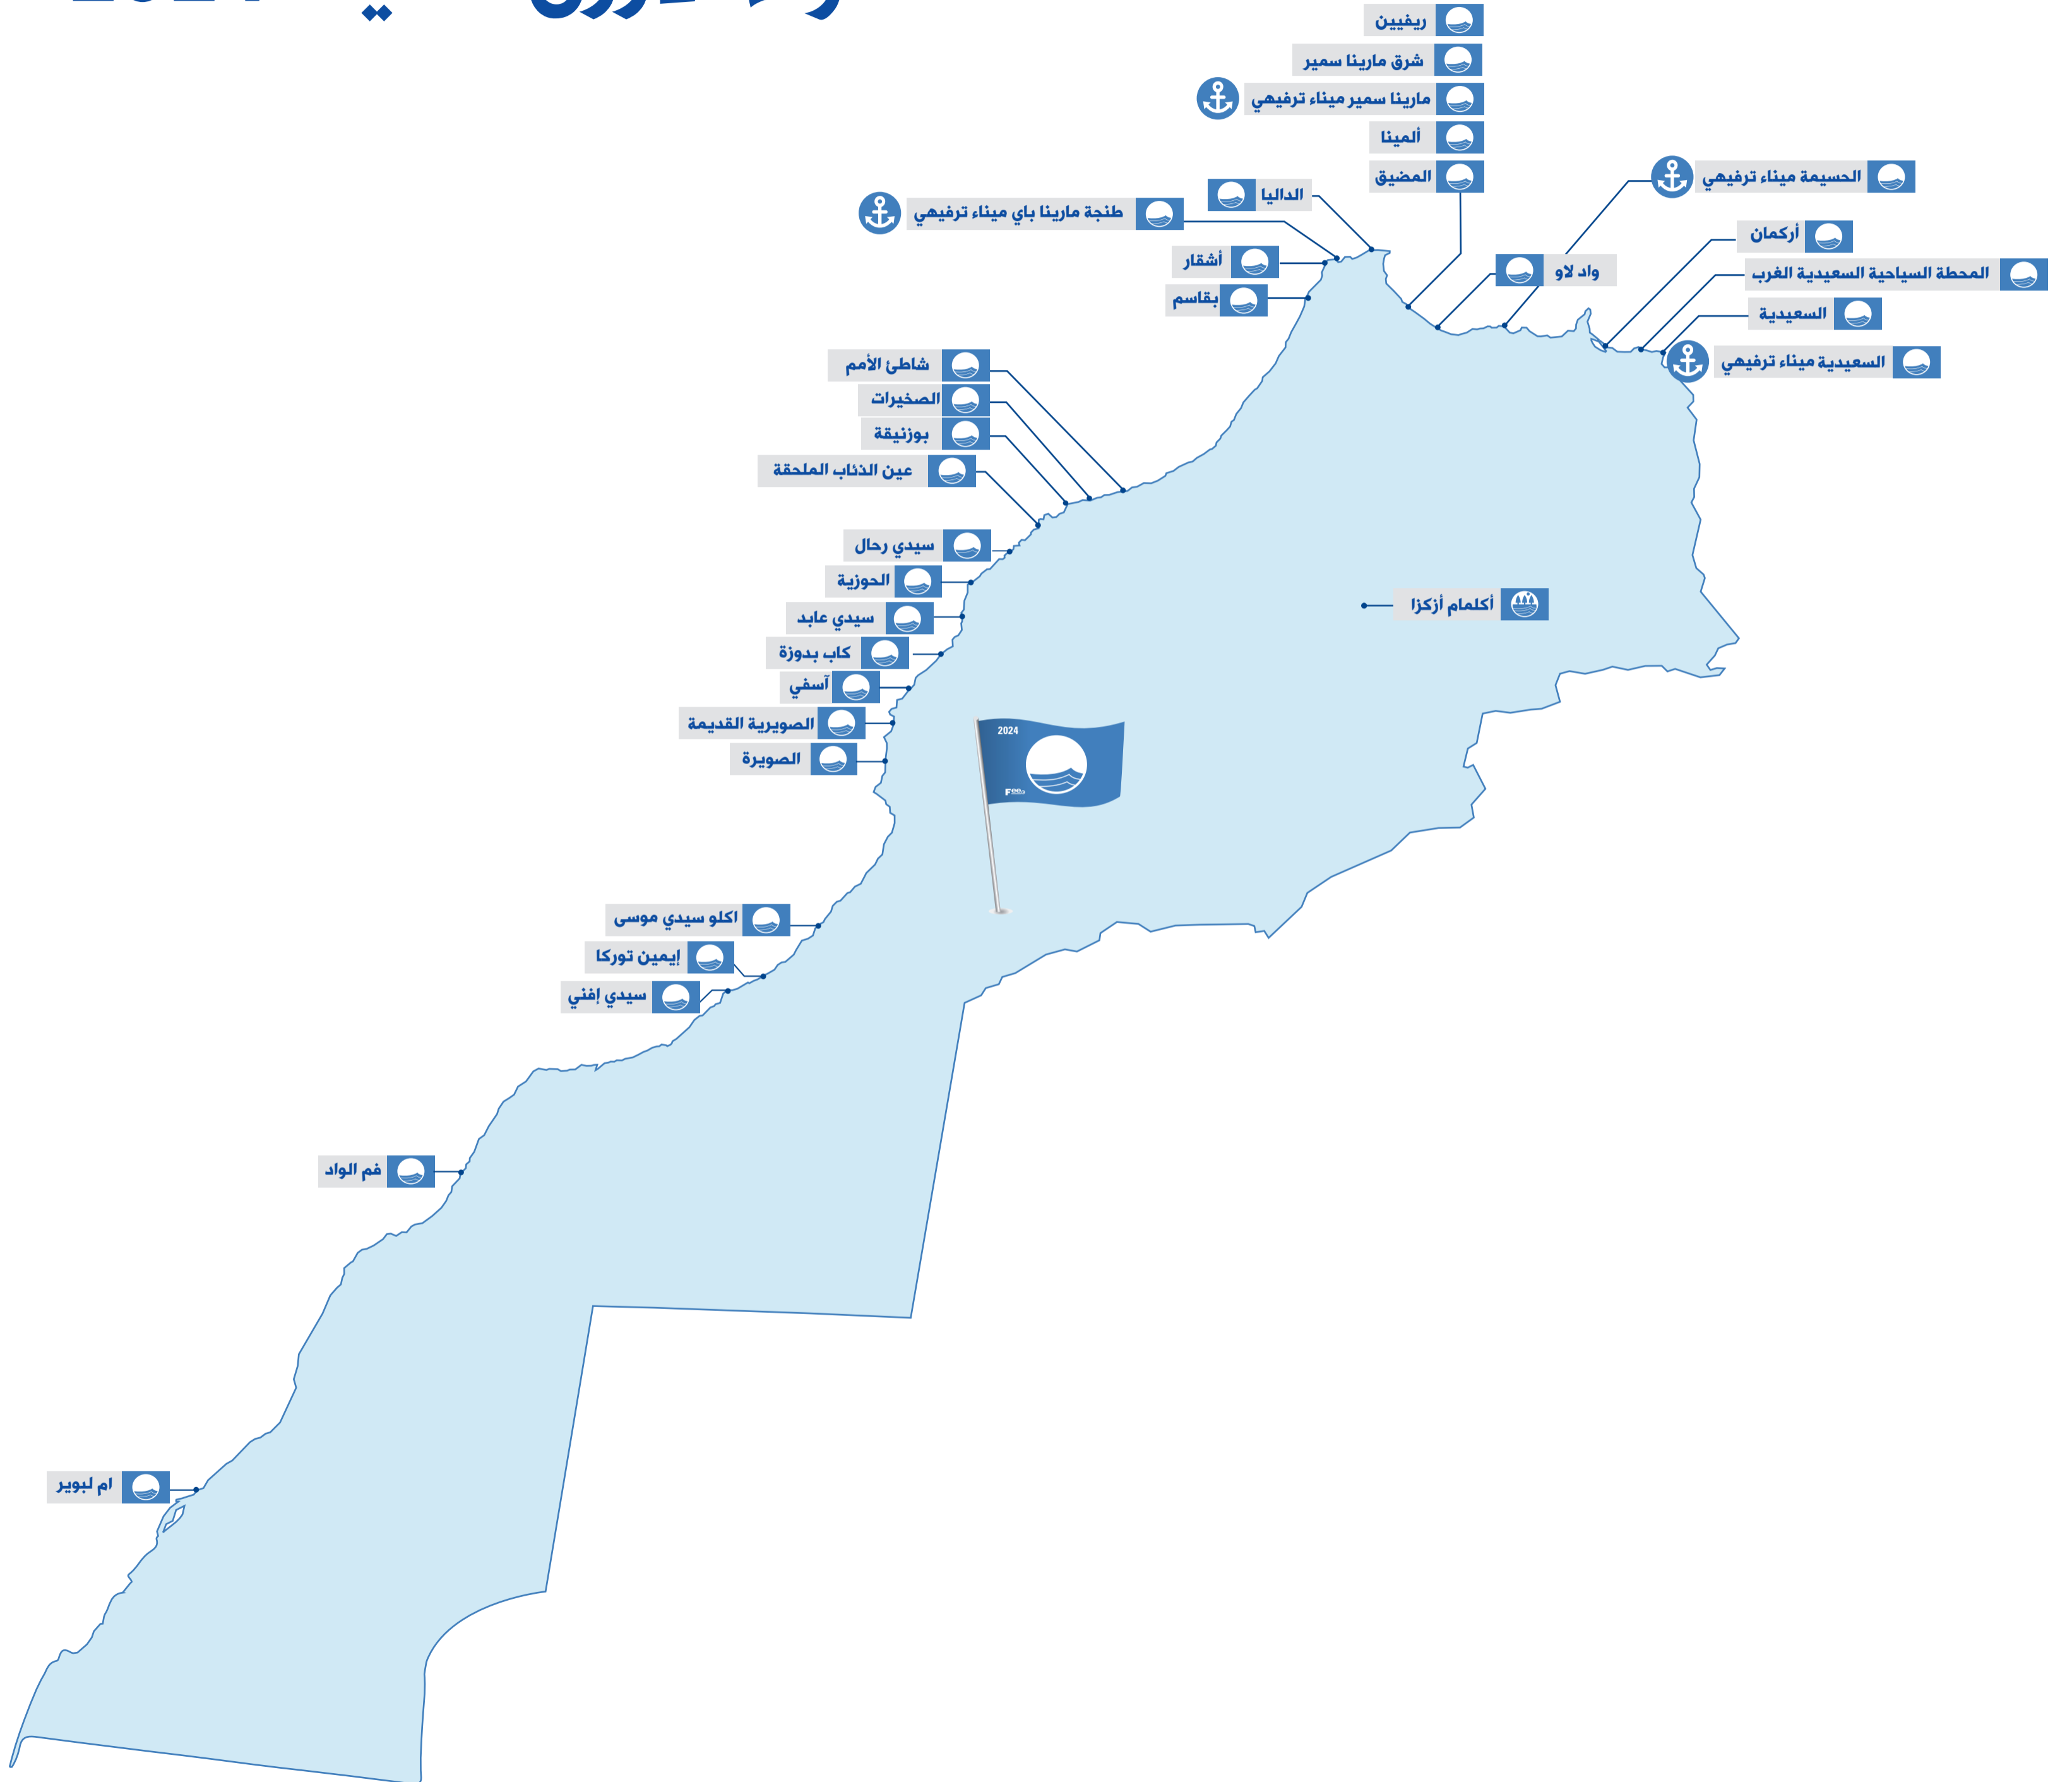 ريفيين
شرق مارينا سمير
مارينا سمير ميناء ترفيهي
ألمينا
المضيق
الحسيمة ميناء ترفيهي
الداليا
طنجة مارينا باي ميناء ترفيهي
أركمان
أشقار
واد لاو
المحطة السياحية السعيدية الغرب
بقاسم
السعيدية
السعيدية ميناء ترفيهي
شاطئ الأمم
الصخيرات
بوزنيقة
عين الذئاب الملحقة
سيدي رحال
الحوزية
أكلمام أزكزا
سيدي عابد
كاب بدوزة
آسفي
الصويرية القديمة
2024
الصويرة
Fee
اكلو سيدي موسى
إيمين توركا
سيدي إفني
فم الواد
ام لبوير